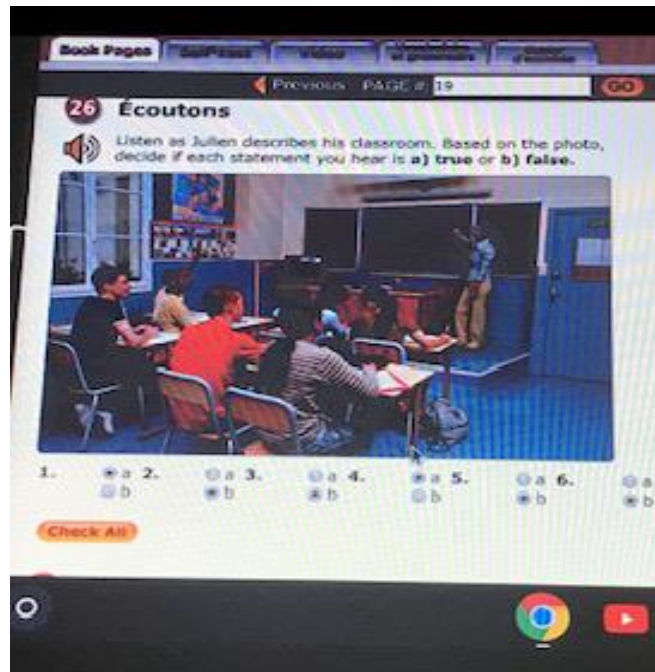 Book Pages
Previous PAGE # 19 GO
26 Écoutons
Listen as Julien describes his classroom. Based on the photo,
decide if each statement you hear is a) true or b) false.
1. a 2. a 3. a 4. a 5. a 6. a
b b b b b b
Check All